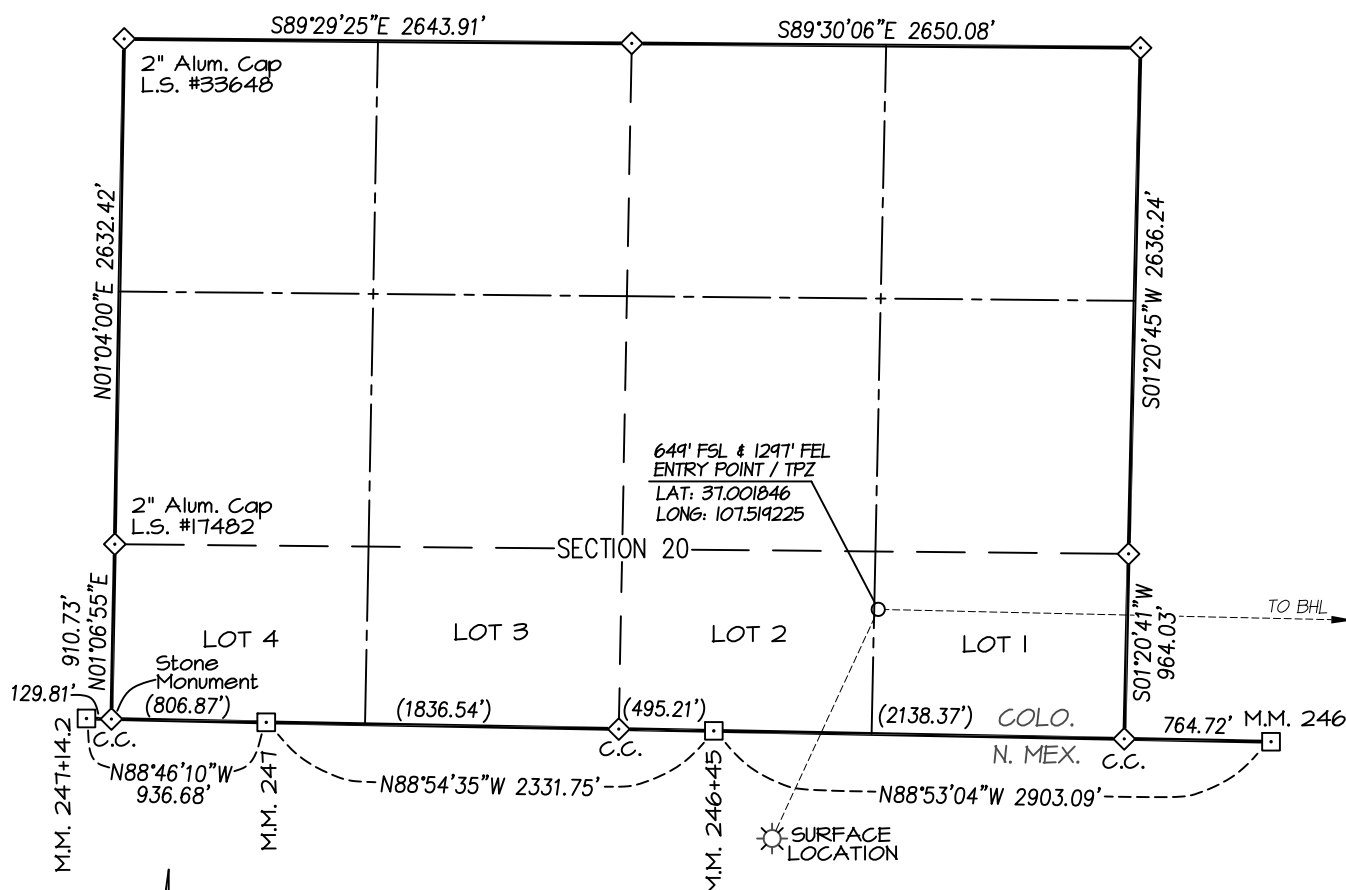 S89°29'25"E 2643.91'
S89°30'06"E 2650.08'
2" Alum. Cap
L.S. #33648
N01°04'00"E 2632.42'
S01°20'45"W 2636.24'
649' FSL & 1297' FEL
ENTRY POINT / TPZ
LAT: 37.001846
LONG: 107.519225
2" Alum. Cap
L.S. #17482
SECTION 20
910.73'
N01°06'55"E
S01°20'41"W
964.03'
TO BHL
LOT 4
LOT 3
LOT 2
LOT 1
Stone
Monument
129.81'
(806.87')
(1836.54')
(495.21')
(2138.37')
COLO.
N. MEX.
764.72'
M.M. 246
C.C.
C.C.
C.C.
M.M. 247+14.2
N88°46'10"W
936.68'
M.M. 247
N88°54'35"W 2331.75'
M.M. 246+45
N88°53'04"W 2903.09'
SURFACE
LOCATION